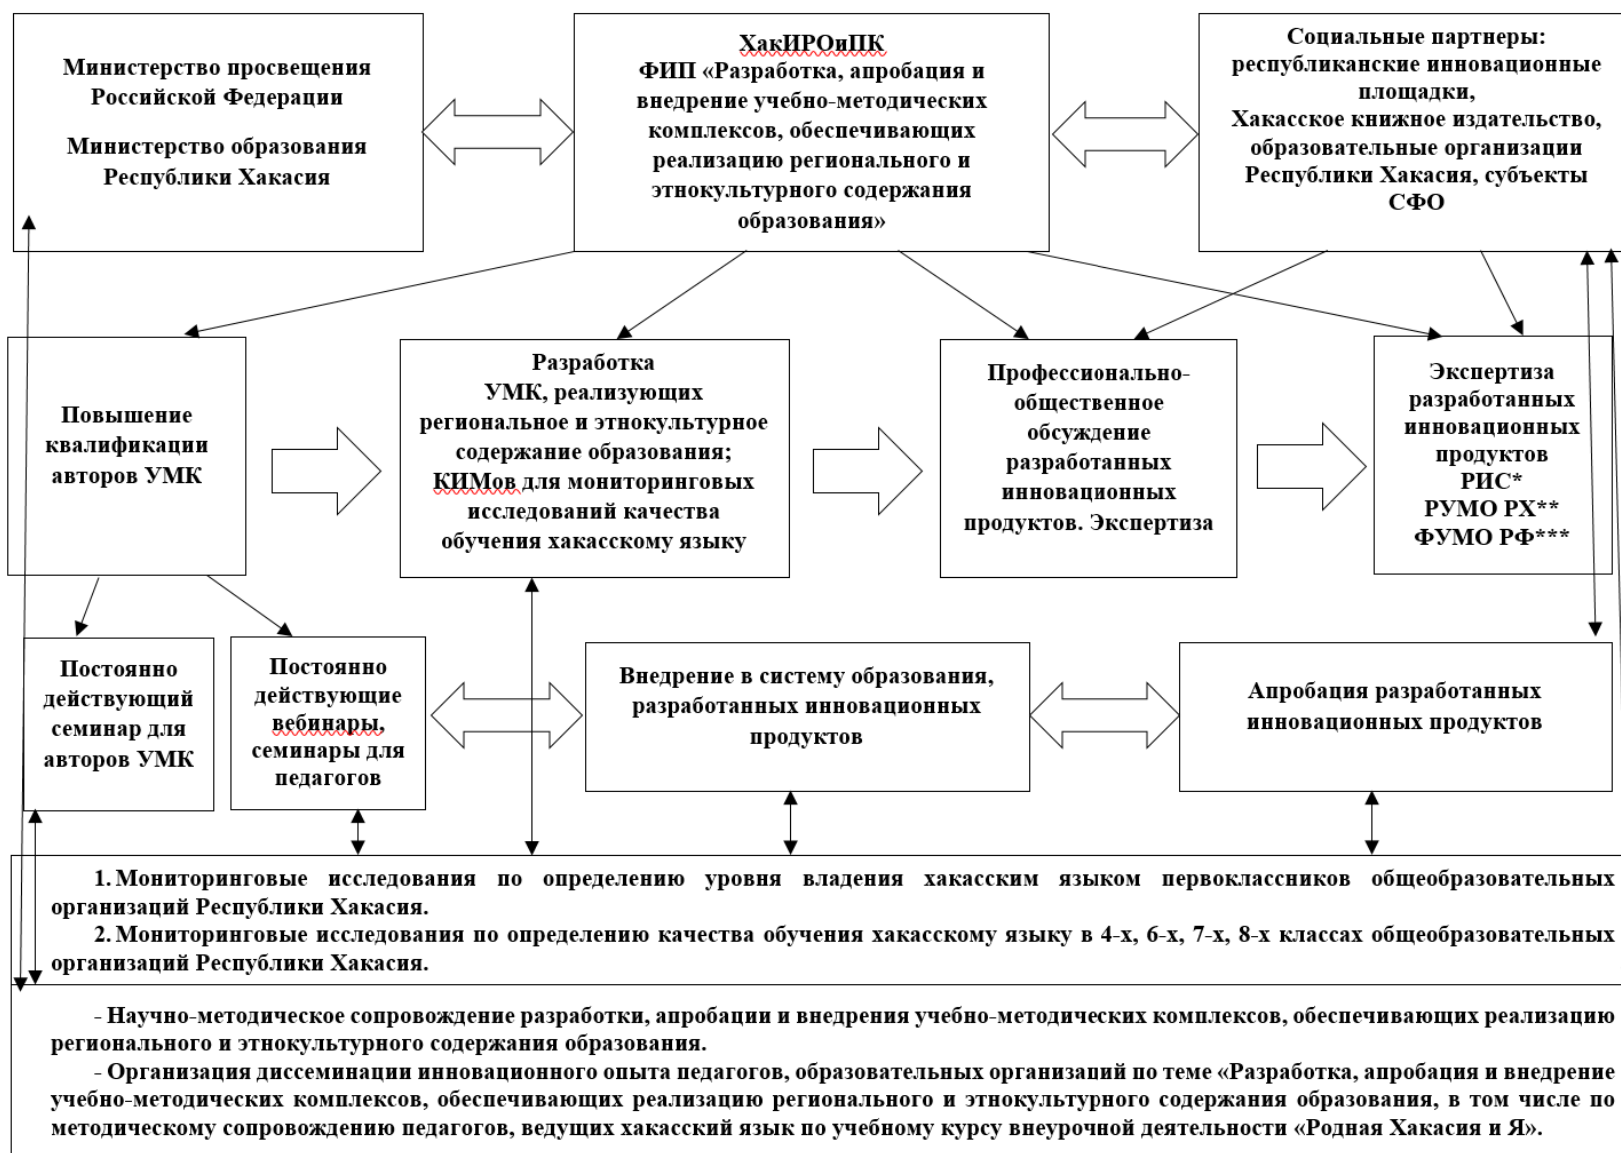 Министерство просвещения
Российской Федерации
Министерство образования
Республики Хакасия
ХакИРОиПК
ФИП «Разработка, апробация и
внедрение учебно-методических
комплексов, обеспечивающих
реализацию регионального и
этнокультурного содержания
образования»
Социальные партнеры:
республиканские инновационные
площадки,
Хакасское книжное издательство,
образовательные организации
Республики Хакасия, субъекты
СФО
Повышение
квалификации
авторов УМК
Разработка
УМК, реализующих
региональное и этнокультурное
содержание образования;
КИМов для мониторинговых
исследований качества
обучения хакасскому языку
Профессионально-
общественное
обсуждение
разработанных
инновационных
продуктов. Экспертиза
Экспертиза
разработанных
инновационных
продуктов
РИС*
РУМО РХ**
ФУМО РФ***
Постоянно
действующий
семинар для
авторов УМК
Постоянно
действующие
вебинары,
семинары для
педагогов
Внедрение в систему образования,
разработанных инновационных
продуктов
Апробация разработанных
инновационных продуктов
1. Мониторинговые исследования по определению уровня владения хакасским языком первоклассников общеобразовательных
организаций Республики Хакасия.
2. Мониторинговые исследования по определению качества обучения хакасскому языку в 4-х, 6-х, 7-х, 8-х классах общеобразовательных
организаций Республики Хакасия.
- Научно-методическое сопровождение разработки, апробации и внедрения учебно-методических комплексов, обеспечивающих реализацию
регионального и этнокультурного содержания образования.
- Организация диссеминации инновационного опыта педагогов, образовательных организаций по теме «Разработка, апробация и внедрение
учебно-методических комплексов, обеспечивающих реализацию регионального и этнокультурного содержания образования, в том числе по
методическому сопровождению педагогов, ведущих хакасский язык по учебному курсу внеурочной деятельности «Родная Хакасия и Я».